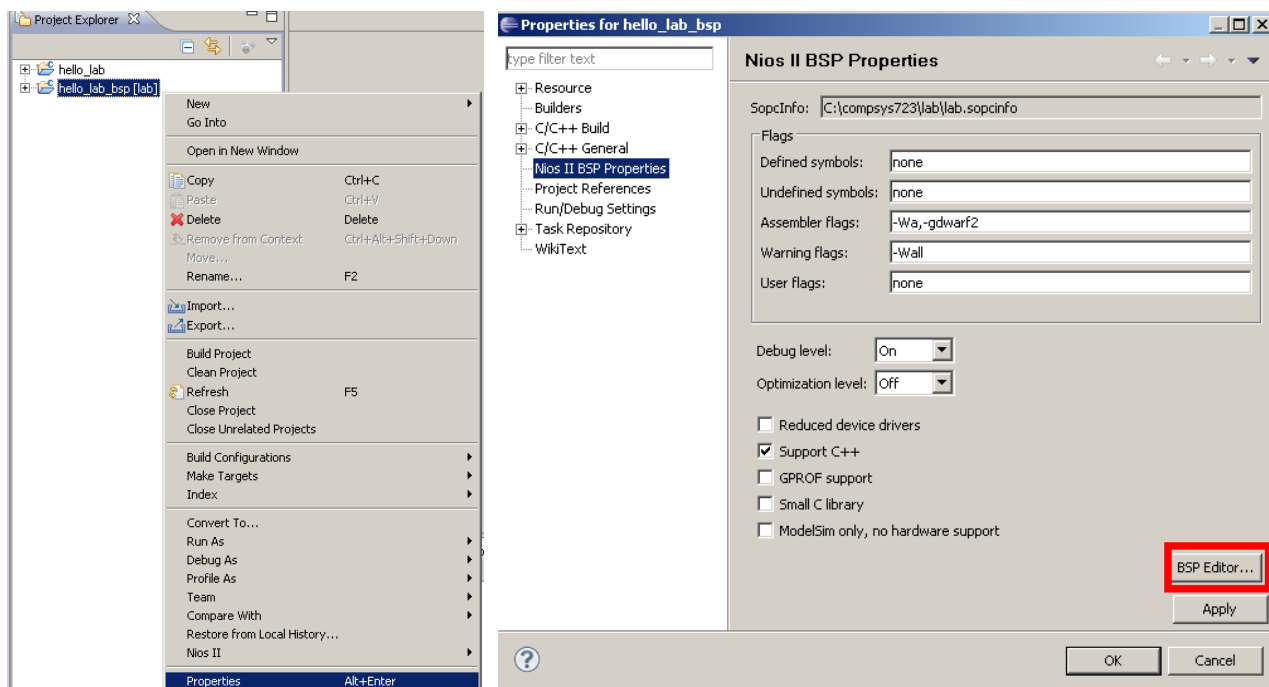 Project Explorer
hello_lab
hello_lab_bsp [lab]
New
Go Into
Open in New Window
Copy Ctrl+C
Paste Ctrl+V
Delete Delete
Remove from Context Ctrl+Alt+Shift+Down
Move...
Rename... F2
Import...
Export...
Build Project
Clean Project
Refresh F5
Close Project
Close Unrelated Projects
Build Configurations
Make Targets
Index
Convert To...
Run As
Debug As
Profile As
Team
Compare With
Restore from Local History...
Nios II
Properties Alt+Enter
Properties for hello_lab_bsp
type filter text
Resource
Builders
C/C++ Build
C/C++ General
Nios II BSP Properties
Project References
Run/Debug Settings
Task Repository
WikiText
Nios II BSP Properties
SopcInfo: C:\compsys723\lab\lab.sopcinfo
Flags
Defined symbols: none
Undefined symbols: none
Assembler flags: -Wa,-gdwarf2
Warning flags: -Wall
User flags: none
Debug level: On
Optimization level: Off
Reduced device drivers
Support C++
GPROF support
Small C library
ModelSim only, no hardware support
BSP Editor...
Apply
OK Cancel